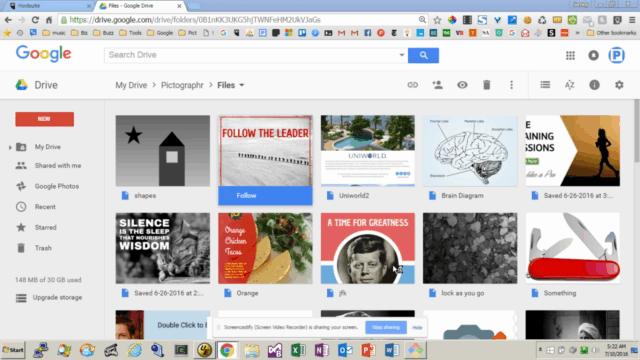 Hootsuite
Files - Google Drive
https://drive.google.com/drive/folders/
music
Biz
Buzz
Tools
Google
Pict
Other bookmarks
Google
Search Drive
Drive
My Drive
Pictographr
Files
NEW
My Drive
Shared with me
Google Photos
Recent
Starred
Trash
148 MB of 30 GB used
Upgrade storage
FOLLOW THE LEADER
UNIWORLD
AINING
SSIONS
Like a Pro
shapes
Follow
Uniworld2
Brain Diagram
Saved 6-26-2016 at 3:
SILENCE
IS THE SLEEP
THAT NOURISHES
WISDOM
Orange
Chicken
Tacos
A TIME FOR GREATNESS
Saved 6-26-2016 at 2:
Orange
jfk
lock as you go
Something
Double Click to E
Screencastify (Screen Video Recorder) is sharing your screen.
Stop sharing
Hide
Start
5:22 AM
7/10/2016